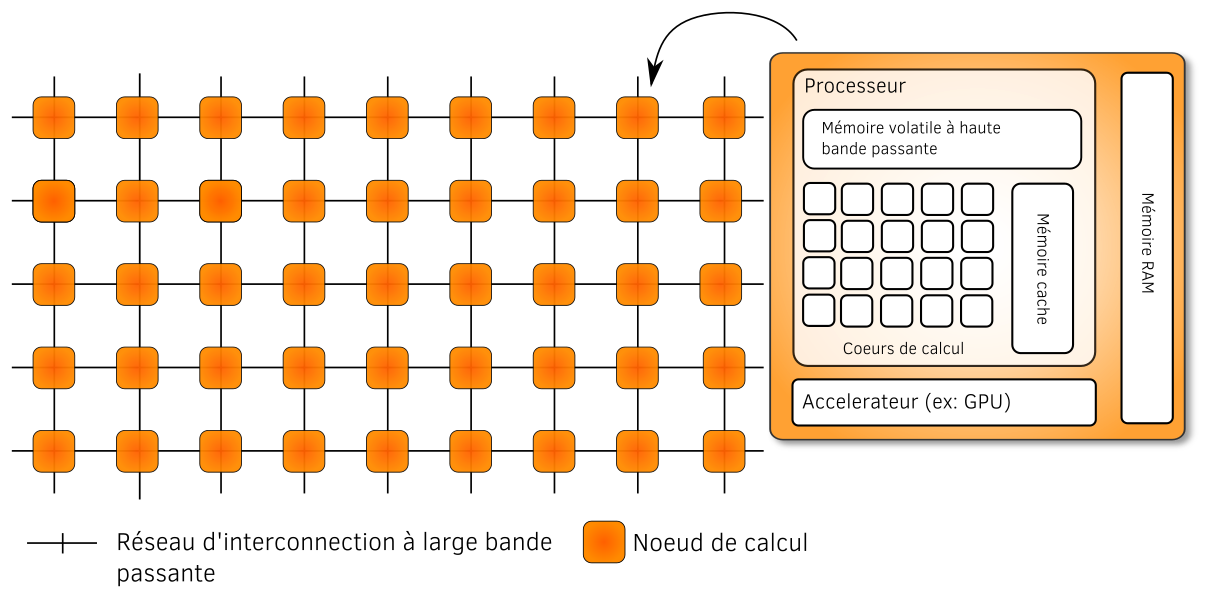 Processeur
Mémoire volatile à haute
bande passante
Mémoire cache
Coeurs de calcul
Accelerateur (ex: GPU)
Mémoire RAM
Réseau d'interconnection à large bande
passante
Noeud de calcul